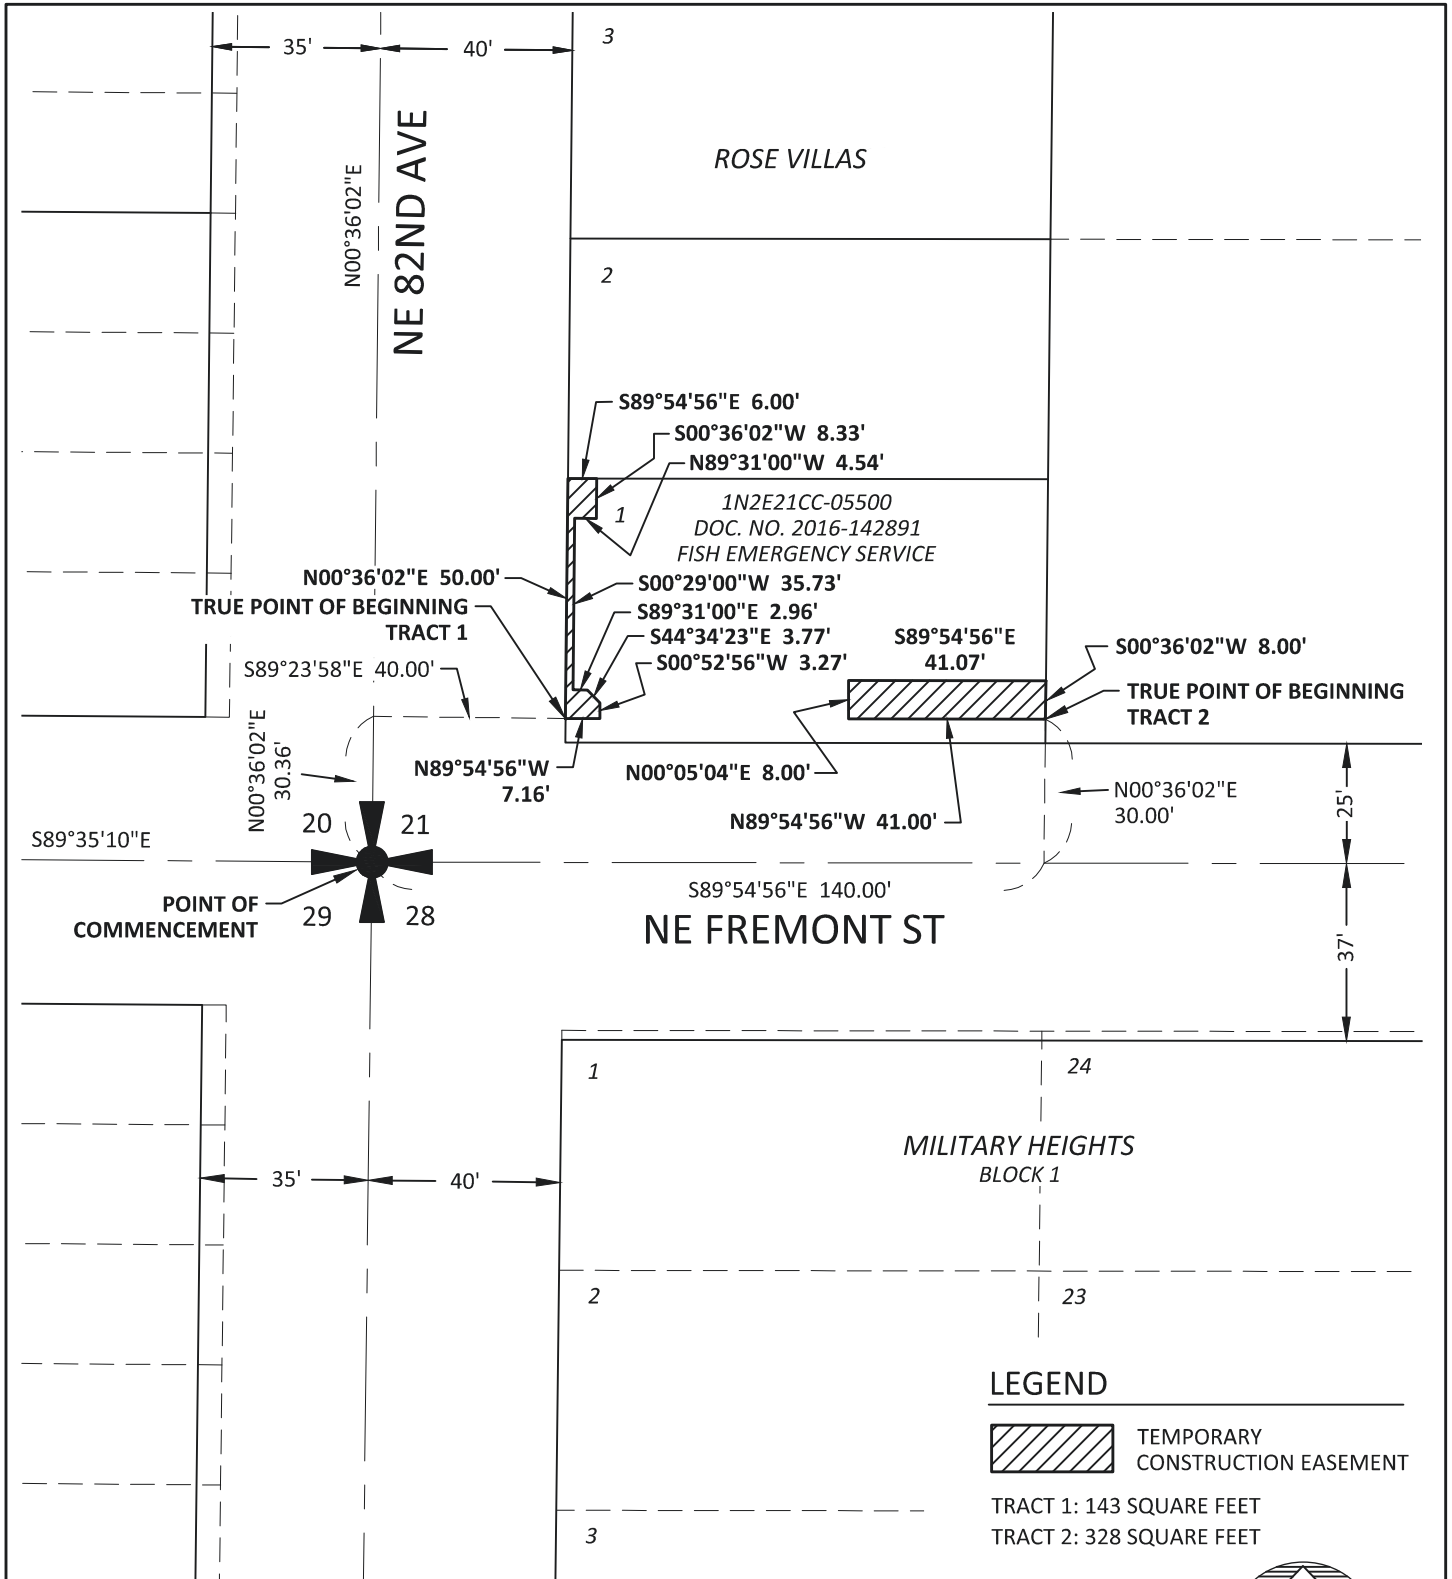 35'
40'
3
ROSE VILLAS
N00°36'02"E
NE 82ND AVE
2
S89°54'56"E 6.00'
S00°36'02"W 8.33'
N89°31'00"W 4.54'
1
1N2E21CC-05500
DOC. NO. 2016-142891
FISH EMERGENCY SERVICE
N00°36'02"E 50.00'
TRUE POINT OF BEGINNING
TRACT 1
S00°29'00"W 35.73'
S89°31'00"E 2.96'
S44°34'23"E 3.77'
S00°52'56"W 3.27'
S89°54'56"E
41.07'
S00°36'02"W 8.00'
TRUE POINT OF BEGINNING
TRACT 2
S89°23'58"E 40.00'
N00°36'02"E
30.36'
N89°54'56"W
7.16'
N00°05'04"E 8.00'
N89°54'56"W 41.00'
N00°36'02"E
30.00'
25'
20
21
S89°35'10"E
POINT OF
COMMENCEMENT
29
28
S89°54'56"E 140.00'
NE FREMONT ST
37'
1
24
MILITARY HEIGHTS
BLOCK 1
35'
40'
2
23
LEGEND
TEMPORARY
CONSTRUCTION EASEMENT
TRACT 1: 143 SQUARE FEET
TRACT 2: 328 SQUARE FEET
3